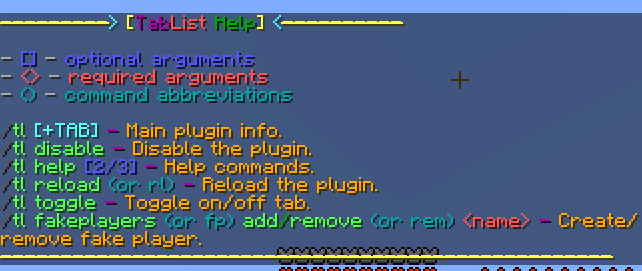 ----------> [TabList Help] <-----------
- [] - optional arguments
- <> - required arguments
- () - command abbreviations
/tl [+TAB] - Main plugin info.
/tl disable - Disable the plugin.
/tl help [2/3] - Help commands.
/tl reload (or rl) - Reload the plugin.
/tl toggle - Toggle on/off tab.
/tl fakeplayers (or fp) add/remove (or rem) <name> - Create/
remove fake player.